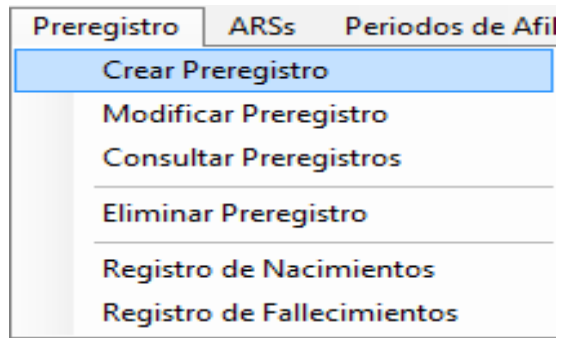 Preregistro ARSs Periodos de Afil
Crear Preregistro
Modificar Preregistro
Consultar Preregistros
Eliminar Preregistro
Registro de Nacimientos
Registro de Fallecimientos